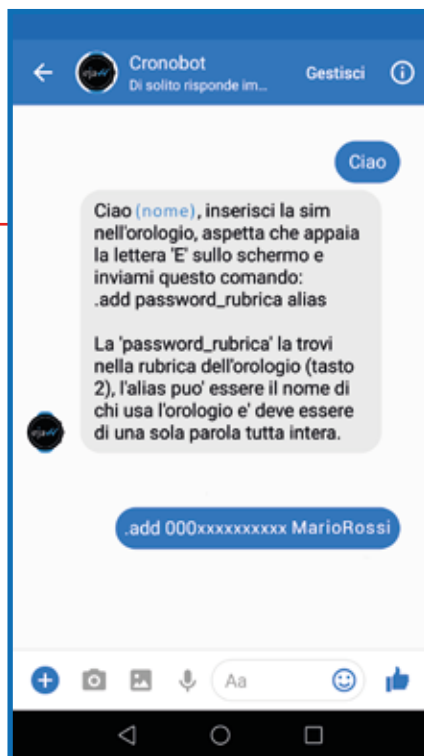 Cronobot
Di solito risponde im...
Gestisci
Ciao
Ciao (nome), inserisci la sim
nell'orologio, aspetta che appaia
la lettera 'E' sullo schermo e
inviami questo comando:
.add password_rubrica alias
La 'password_rubrica' la trovi
nella rubrica dell'orologio (tasto
2), l'alias puo' essere il nome di
chi usa l'orologio e' deve essere
di una sola parola tutta intera.
.add 000xxxxxxxxxx MarioRossi
Aa